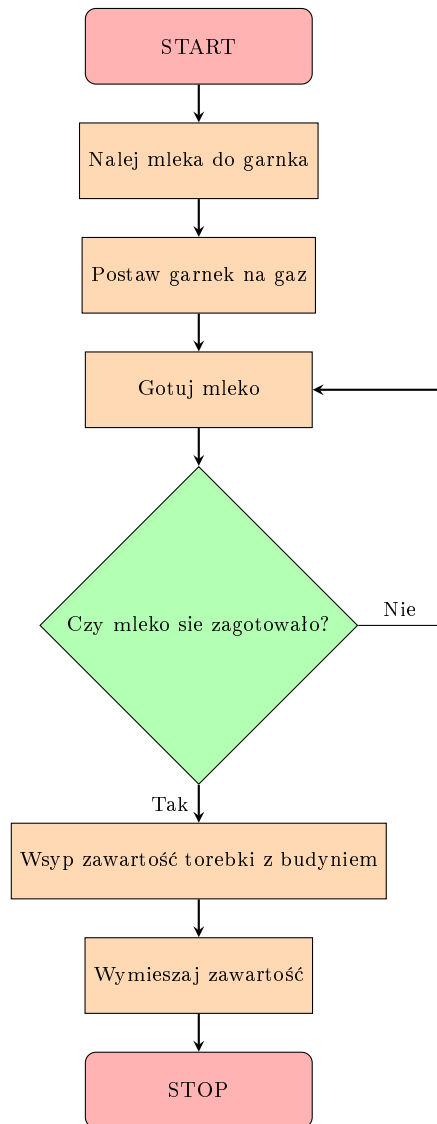 START
Nalej mleka do garnka
Postaw garnek na gaz
Gotuj mleko
Czy mleko sie zagotowało?
Nie
Tak
Wsyp zawartość torebki z budyniem
Wymieszaj zawartość
STOP